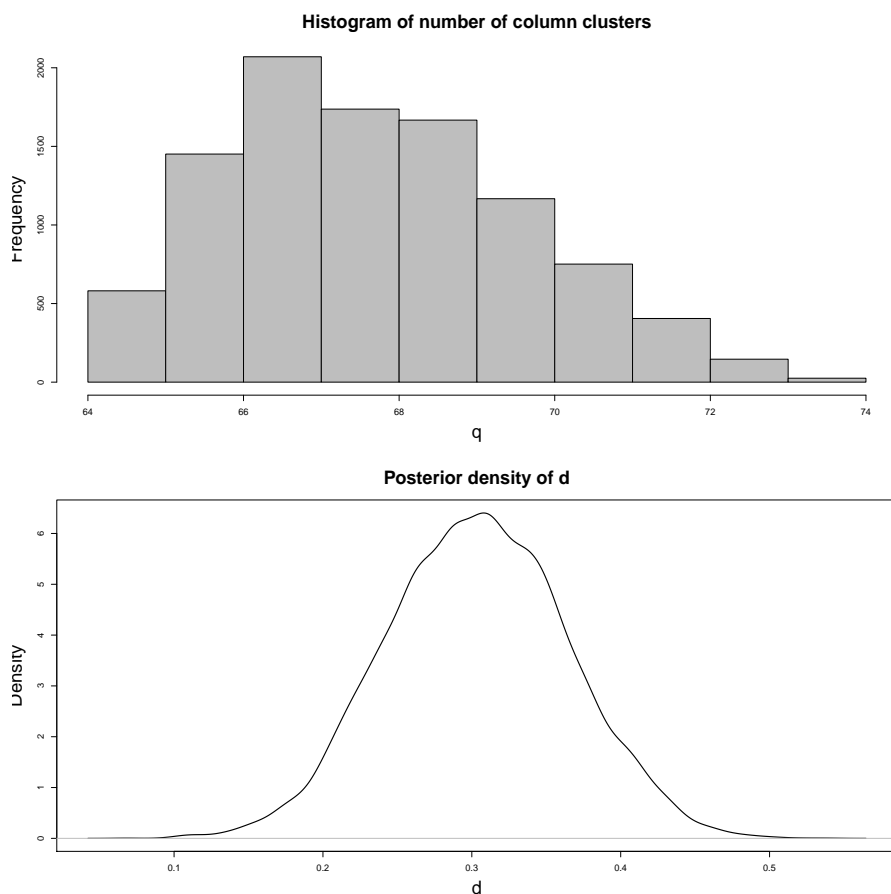 Histogram of number of column clusters
Frequency
2000
1500
1000
500
0
64 66 68 70 72 74
q
Posterior density of d
Density
6
5
4
3
2
1
0
0.1 0.2 0.3 0.4 0.5
d